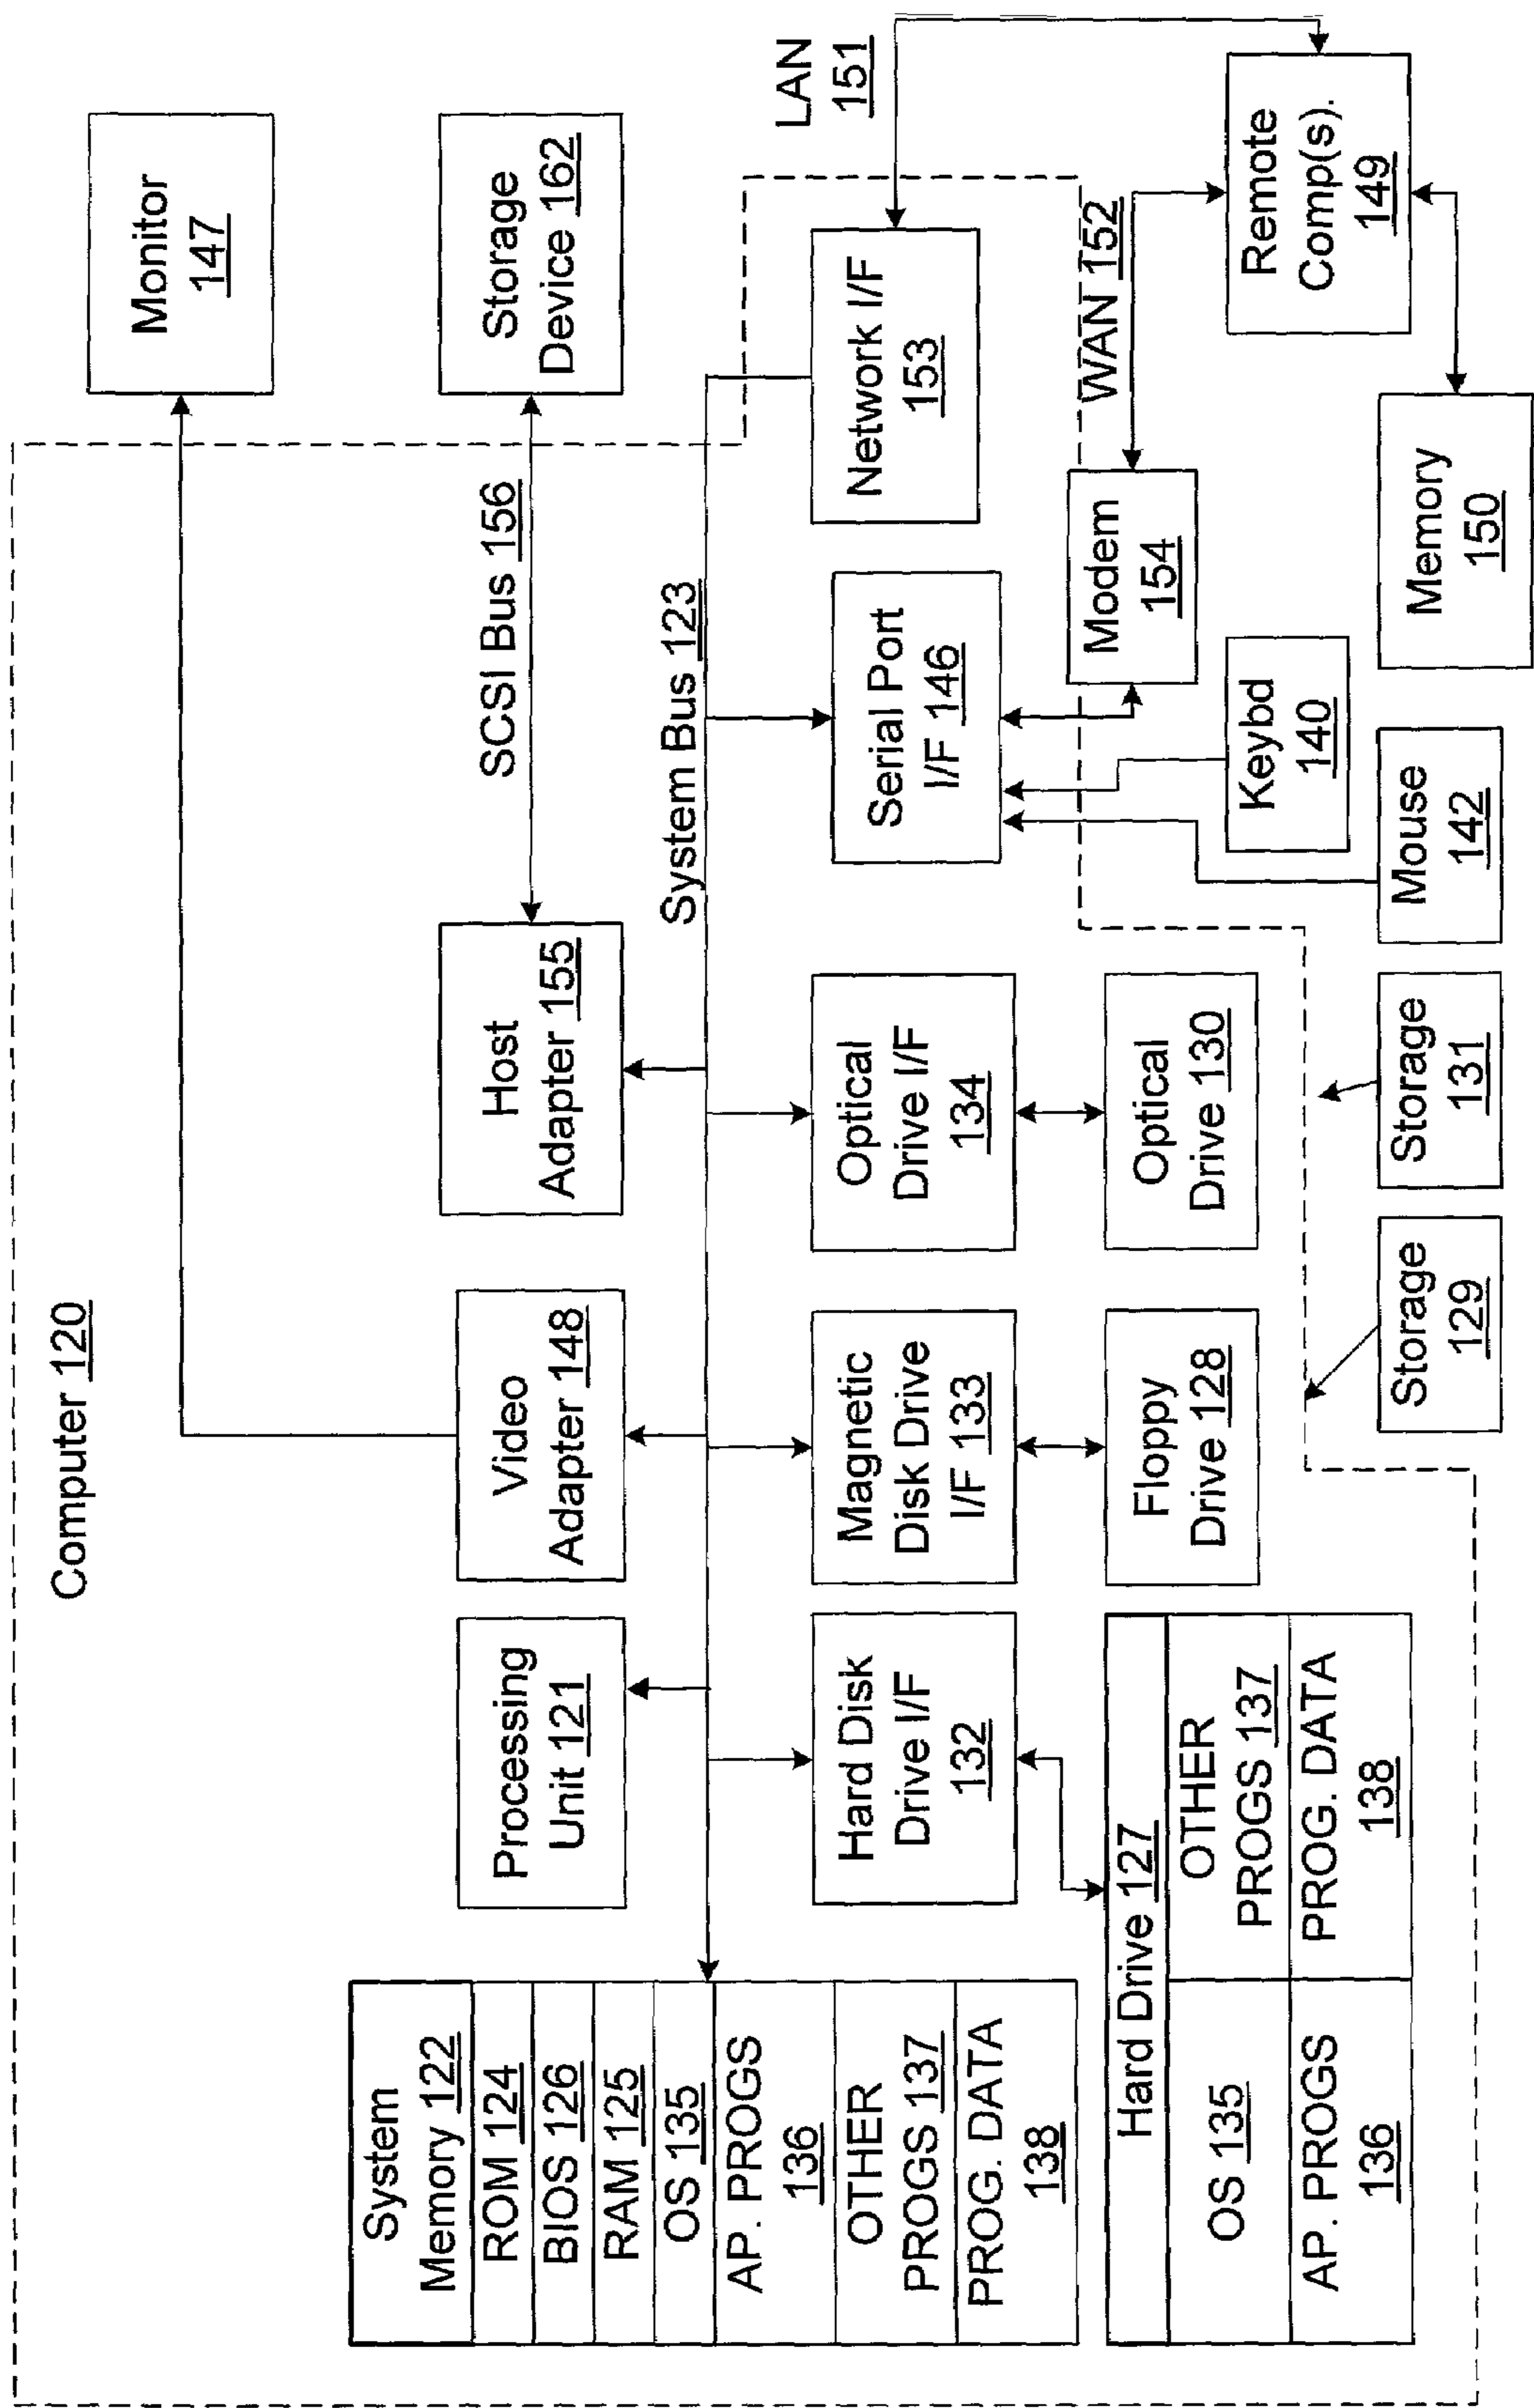 Computer 120
Monitor
147
System
Memory 122
ROM 124
BIOS 126
RAM 125
OS 135
AP. PROGS
136
OTHER
PROGS 137
PROG. DATA
138
Processing
Unit 121
Video
Adapter 148
Host
Adapter 155
SCSI Bus 156
Storage
Device 162
System Bus 123
Hard Disk
Drive I/F
132
Magnetic
Disk Drive
I/F 133
Optical
Drive I/F
134
Serial Port
I/F 146
Network I/F
153
LAN
151
Hard Drive 127
OS 135
OTHER
PROGS 137
AP. PROGS
136
PROG. DATA
138
Floppy
Drive 128
Optical
Drive 130
Modem
154
WAN 152
Remote
Comp(s).
149
Keybd
140
Storage
129
Storage
131
Mouse
142
Memory
150